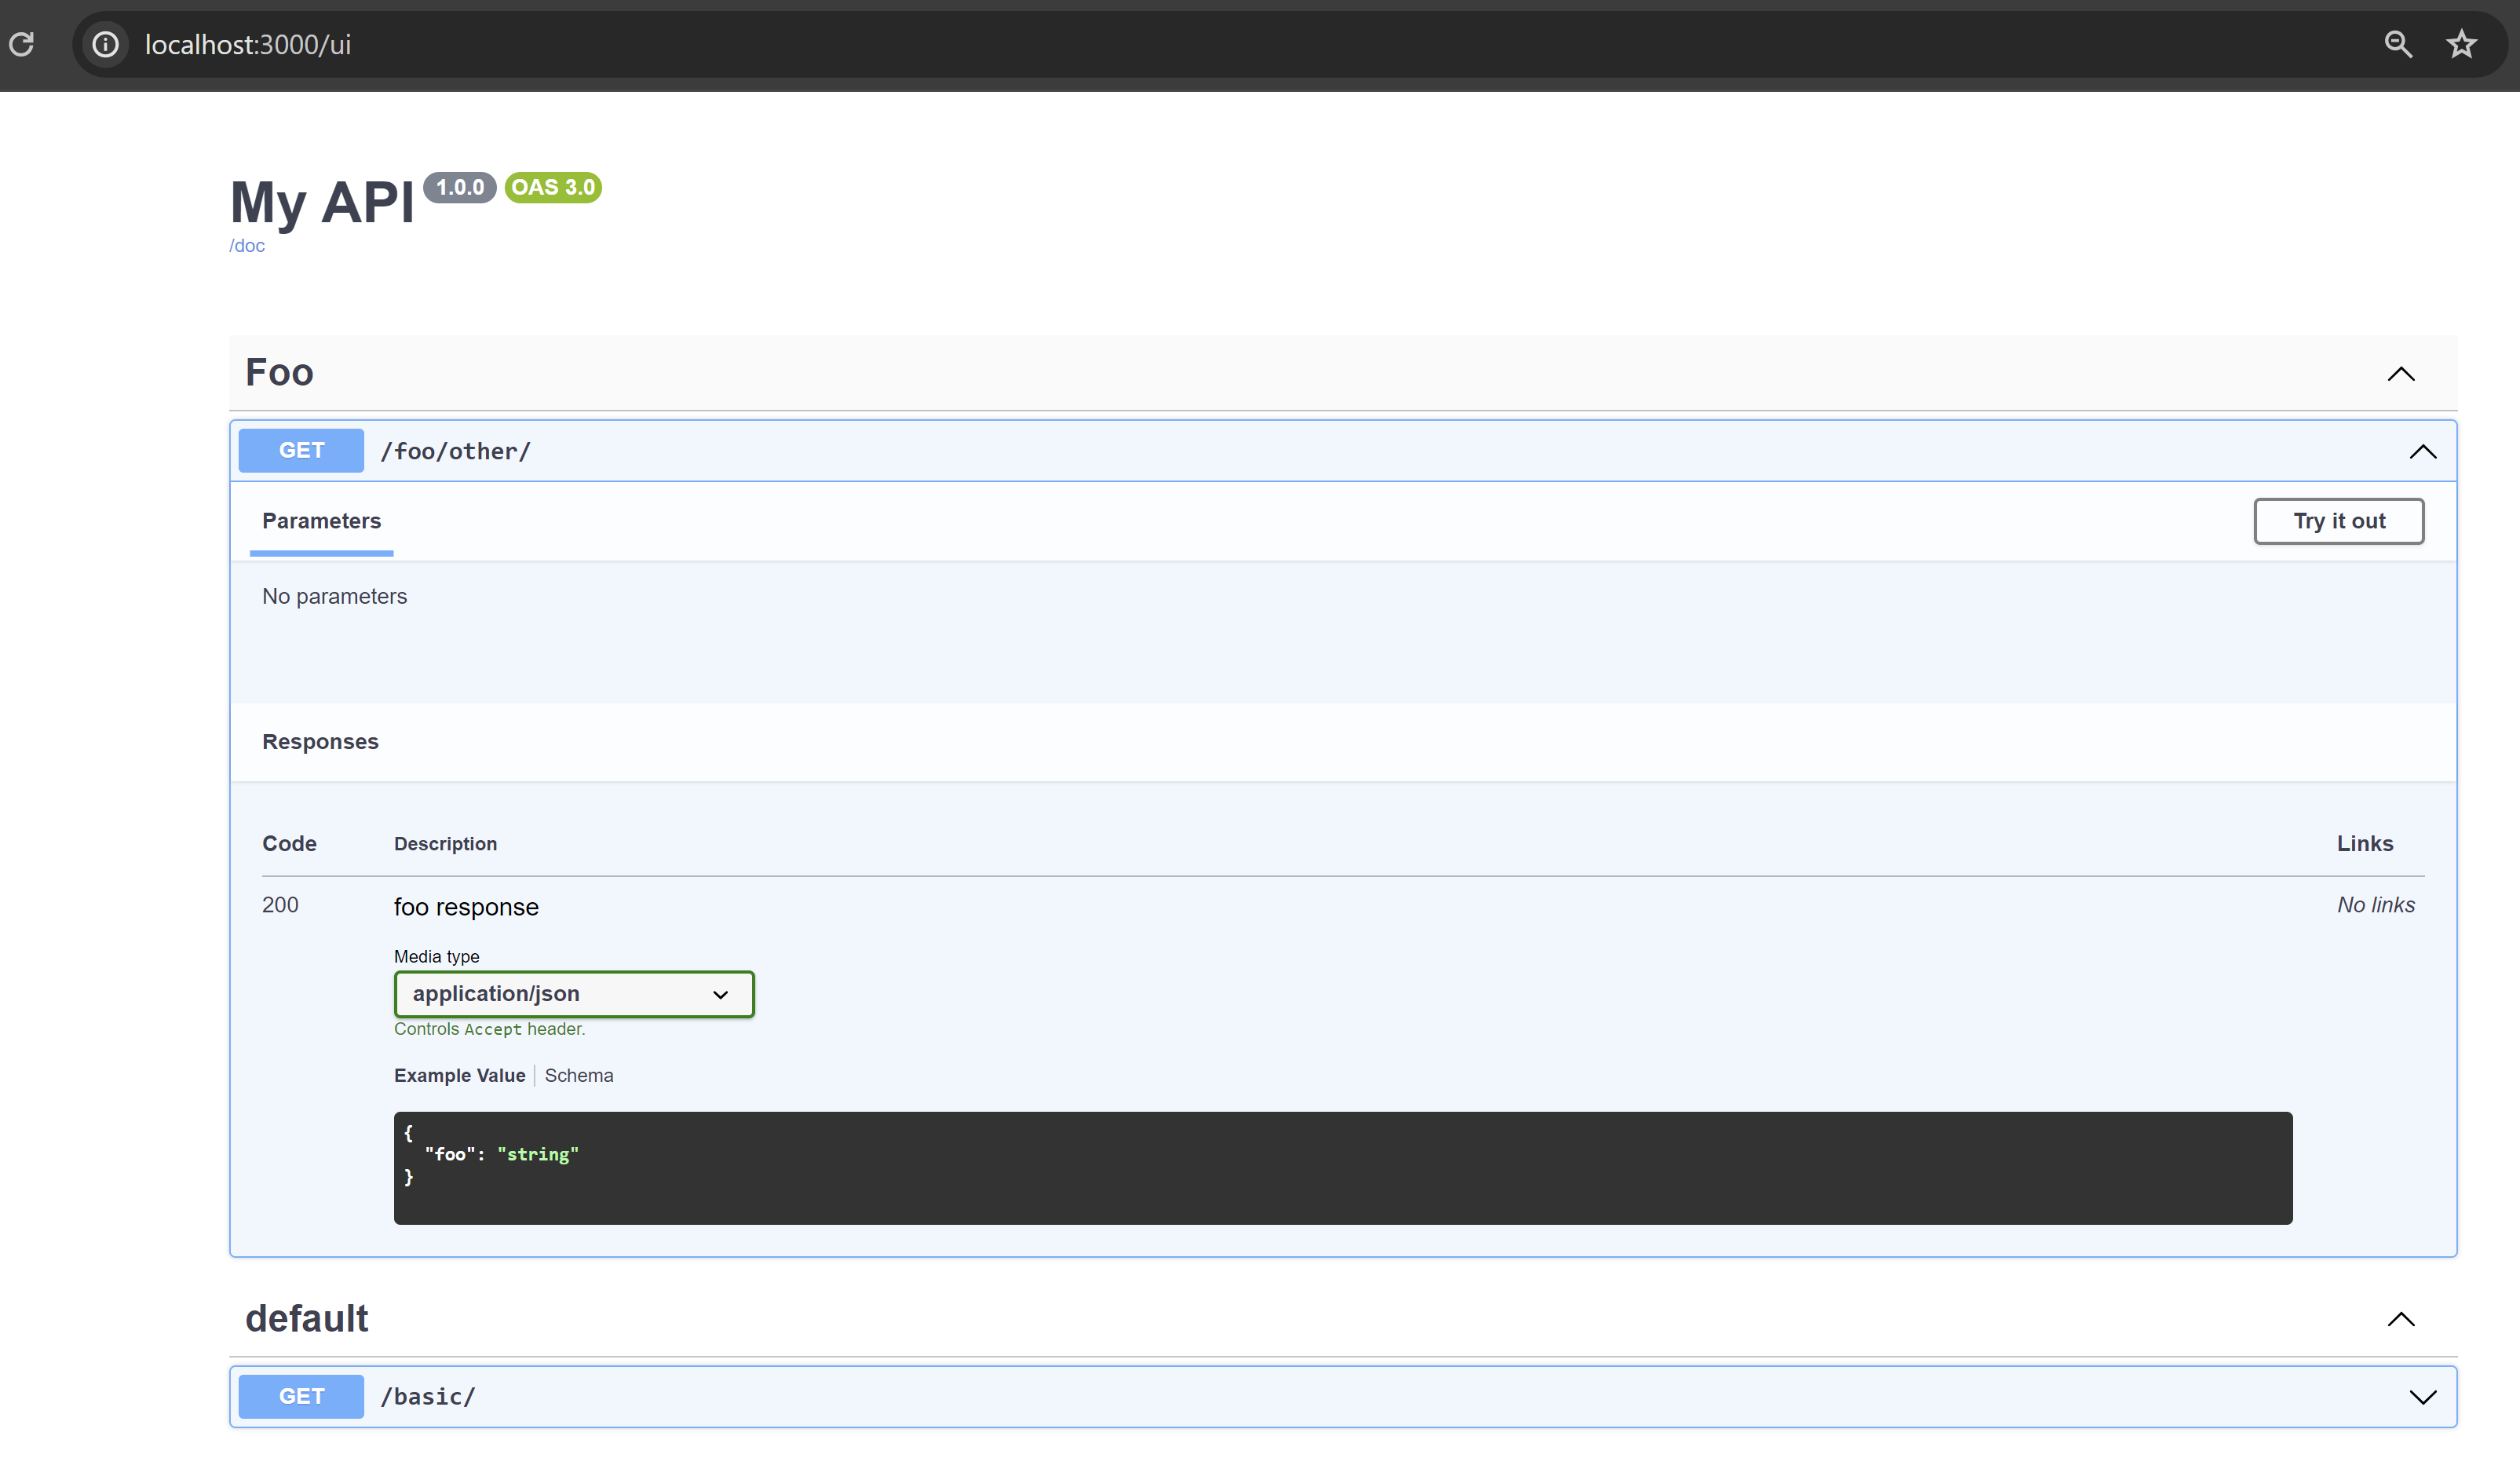 localhost:3000/ui
My API 1.0.0 OAS 3.0
/doc
Foo
GET /foo/other/
Parameters Try it out
No parameters
Responses
Code Description Links
200 foo response No links
Media type
application/json
Controls Accept header.
Example Value Schema
{
"foo": "string"
}
default
GET /basic/